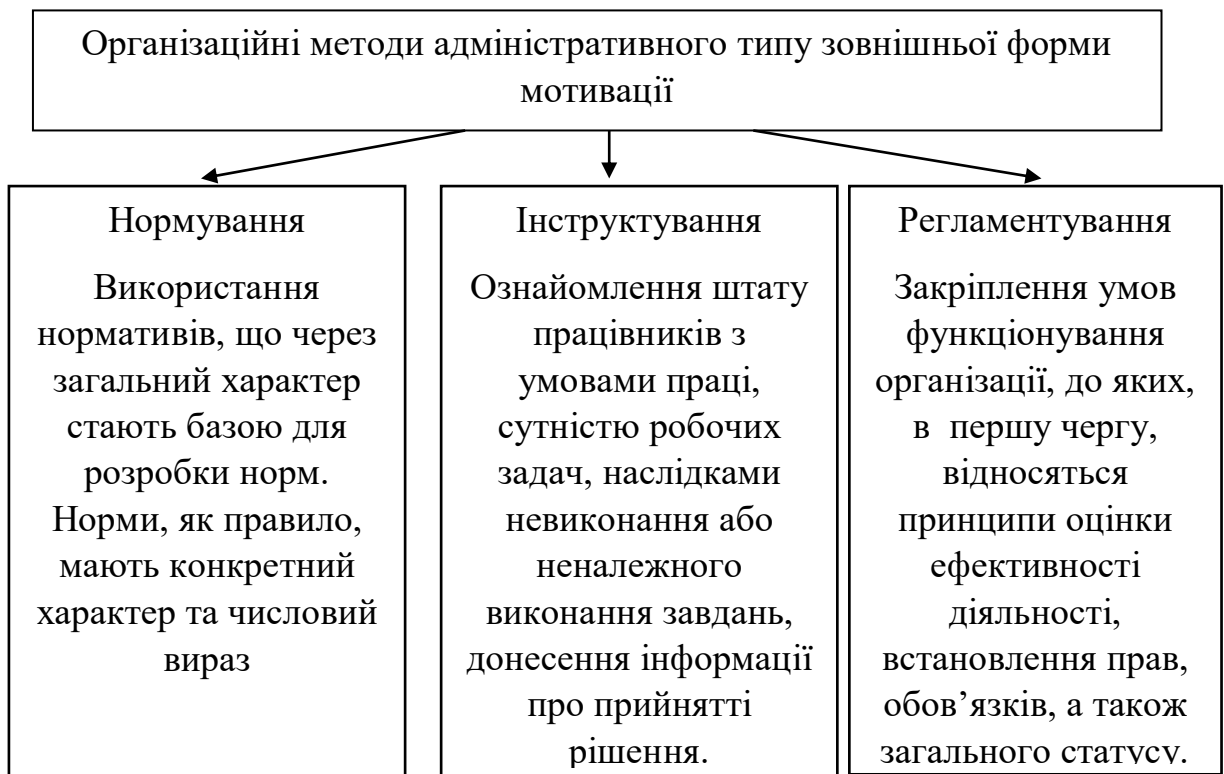 Організаційні методи адміністративного типу зовнішньої форми
мотивації
Нормування
Використання
нормативів, що через
загальний характер
стають базою для
розробки норм.
Норми, як правило,
мають конкретний
характер та числовий
вираз
Інструктування
Ознайомлення штату
працівників з
умовами праці,
сутністю робочих
задач, наслідками
невиконання або
неналежного
виконання завдань,
донесення інформації
про прийнятті
рішення.
Регламентування
Закріплення умов
функціонування
організації, до яких,
в першу чергу,
відносяться
принципи оцінки
ефективності
діяльності,
встановлення прав,
обов’язків, а також
загального статусу.